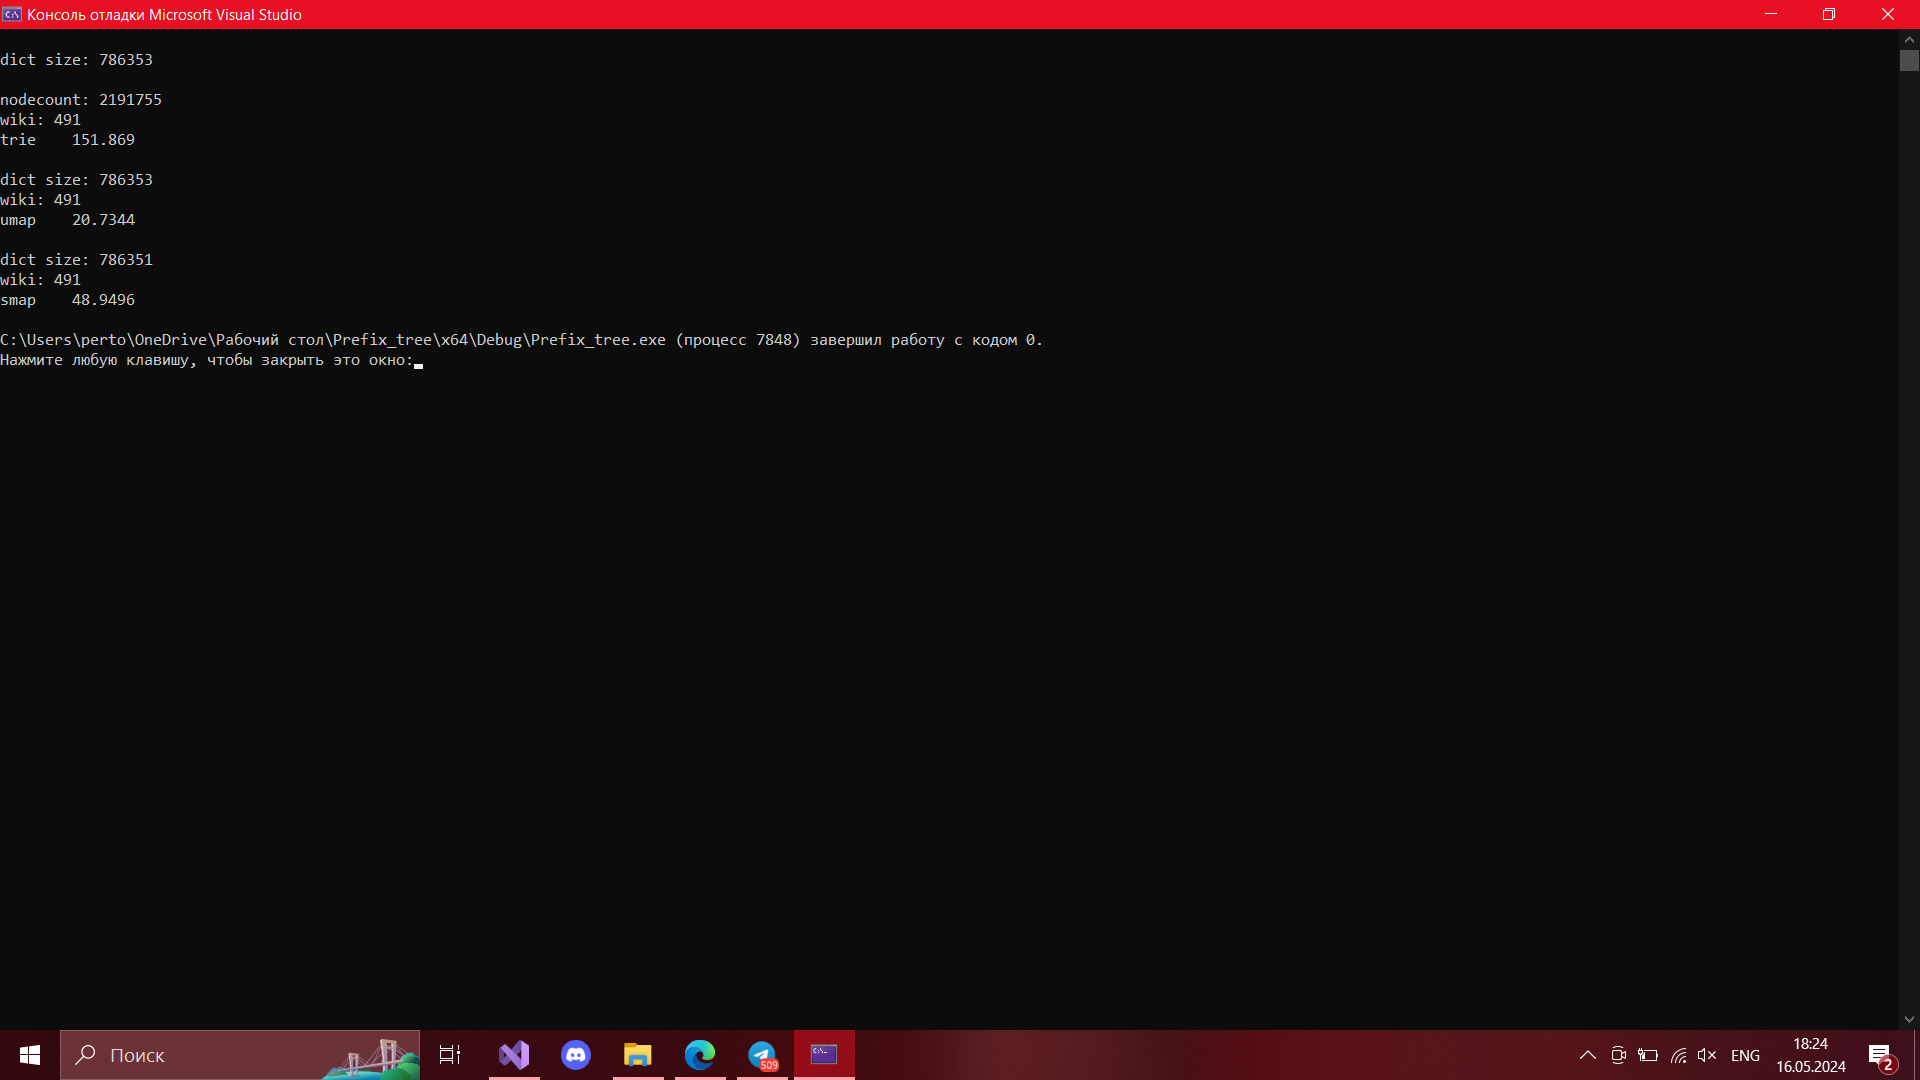 Консоль отладки Microsoft Visual Studio
dict size: 786353
nodecount: 2191755
wiki: 491
trie    151.869
dict size: 786353
wiki: 491
umap    20.7344
dict size: 786351
wiki: 491
smap    48.9496
C:\Users\perto\OneDrive\Рабочий стол\Prefix_tree\x64\Debug\Prefix_tree.exe (процесс 7848) завершил работу с кодом 0.
Нажмите любую клавишу, чтобы закрыть это окно:
Поиск
509
ENG
18:24
16.05.2024
2